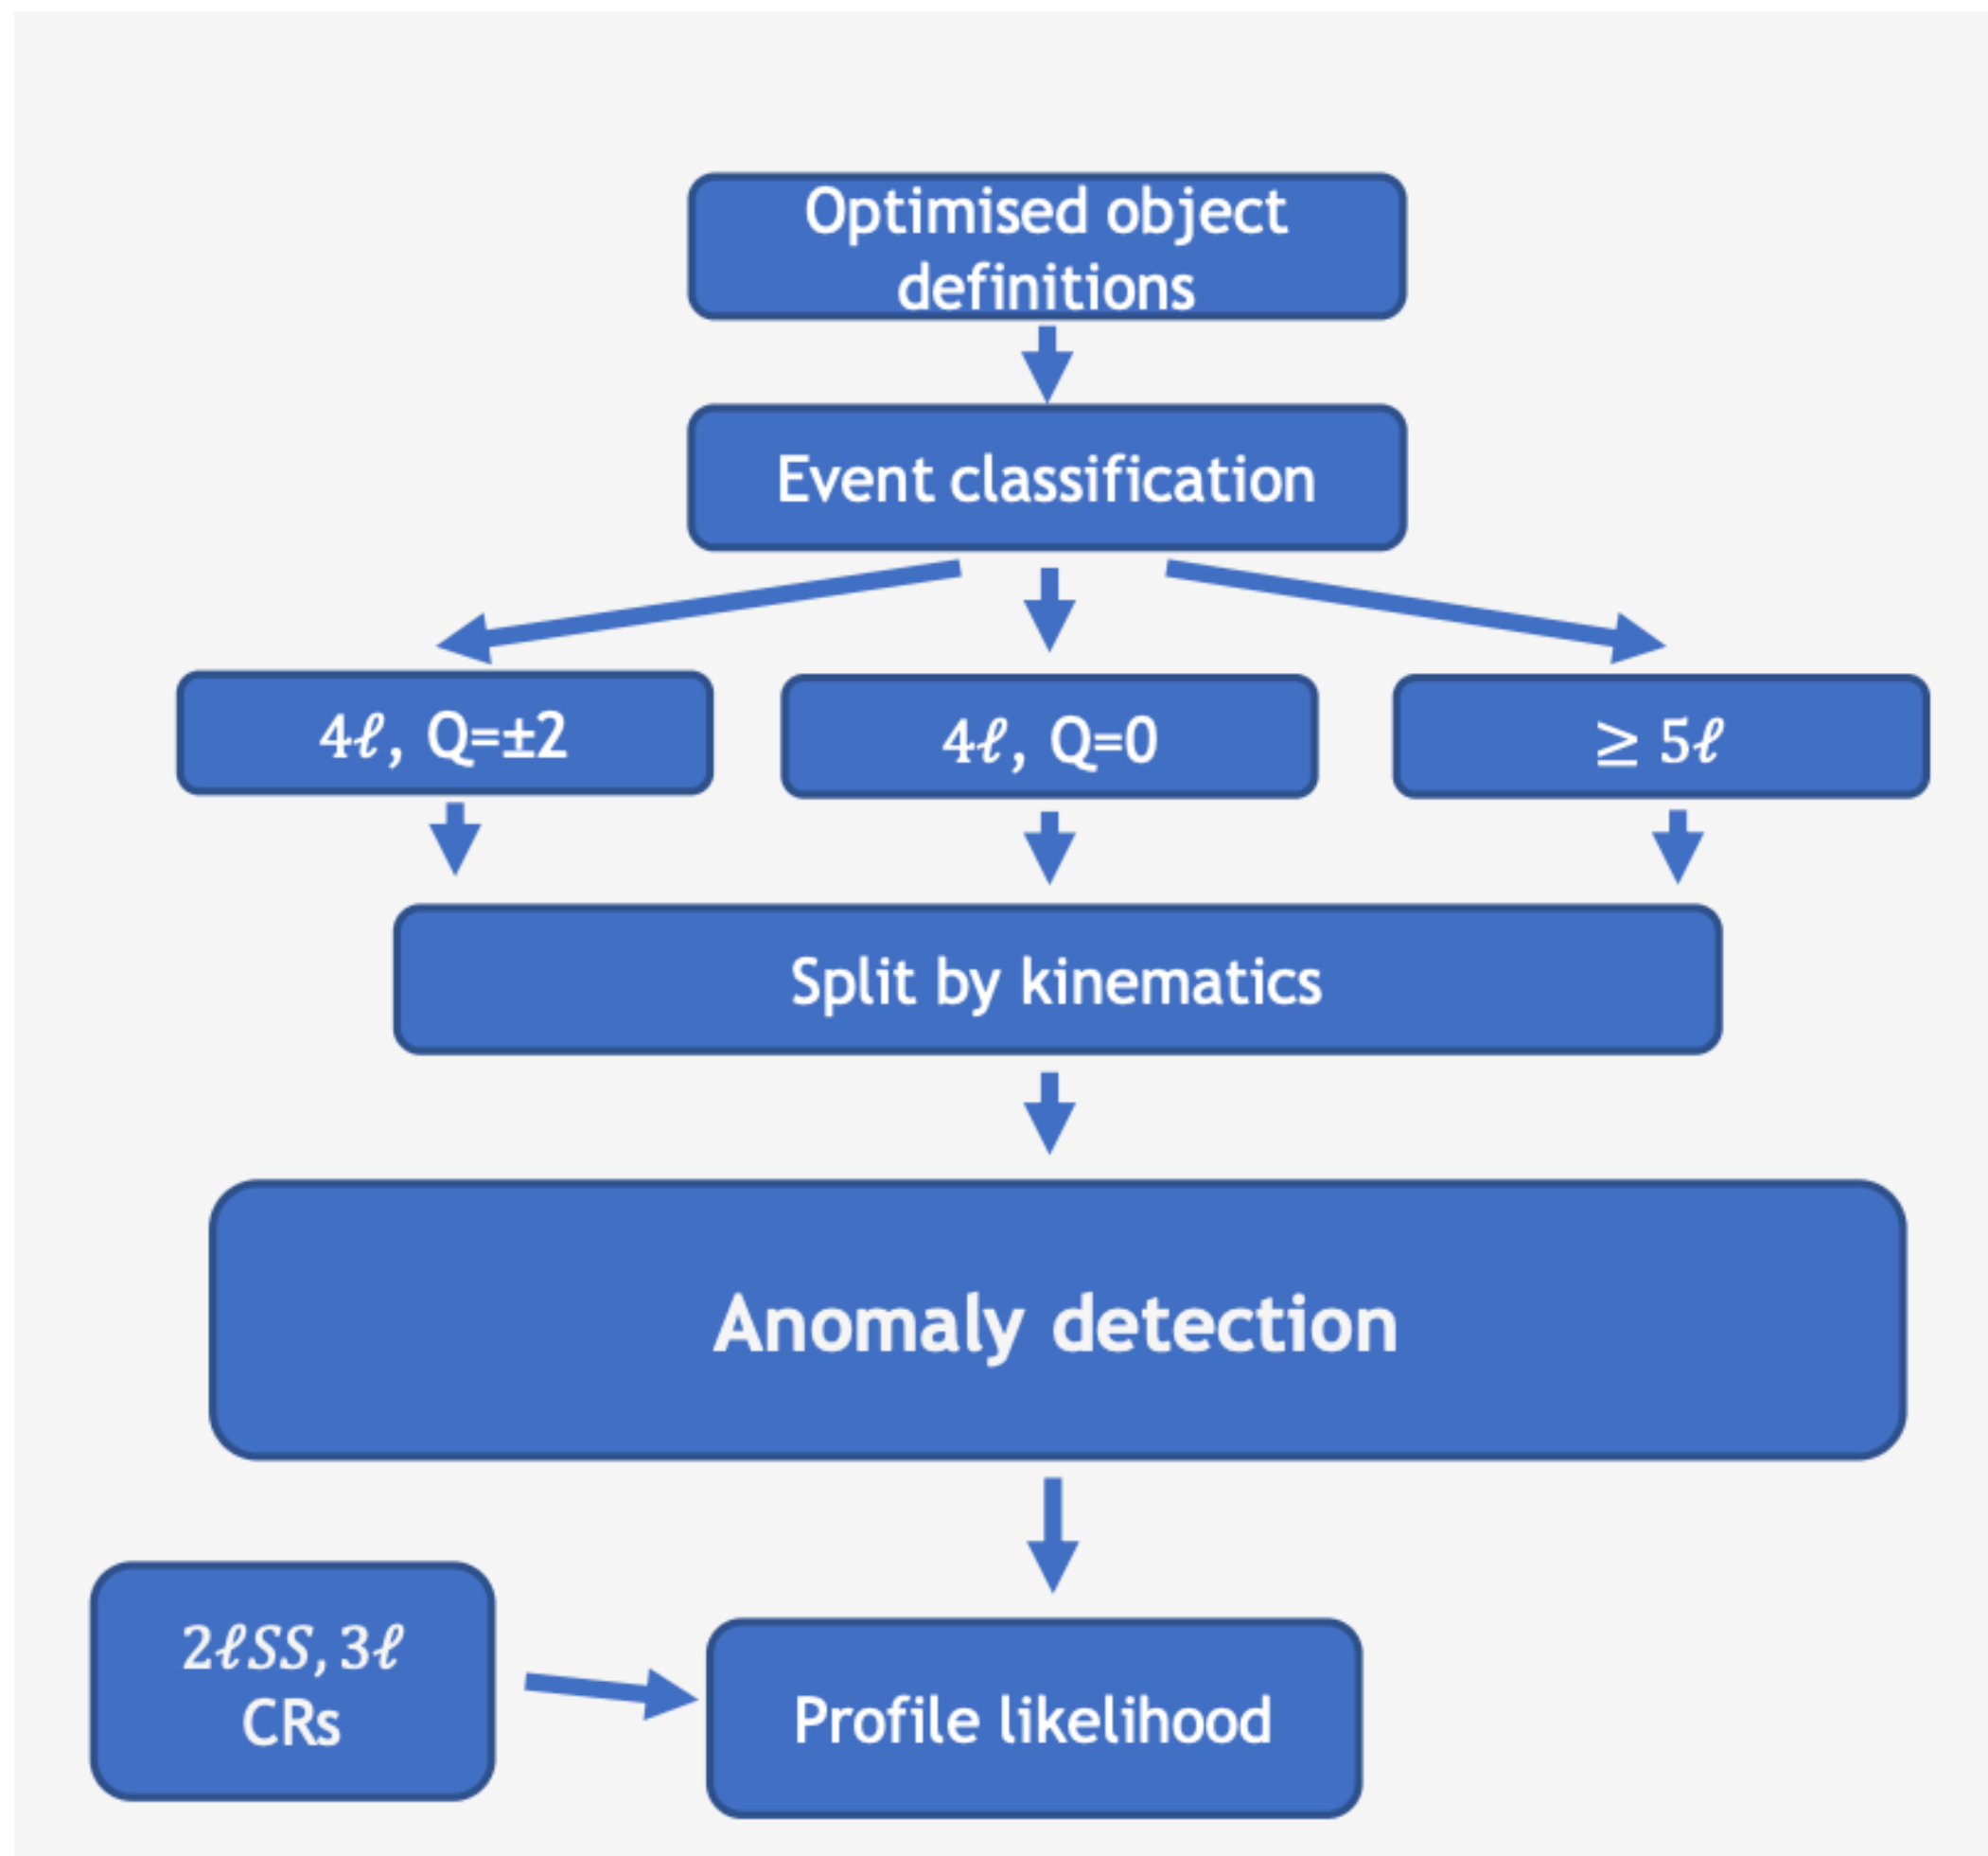 Optimised object
definitions
Event classification
4ℓ, Q=±2
4ℓ, Q=0
≥ 5ℓ
Split by kinematics
Anomaly detection
2ℓSS, 3ℓ
CRs
Profile likelihood